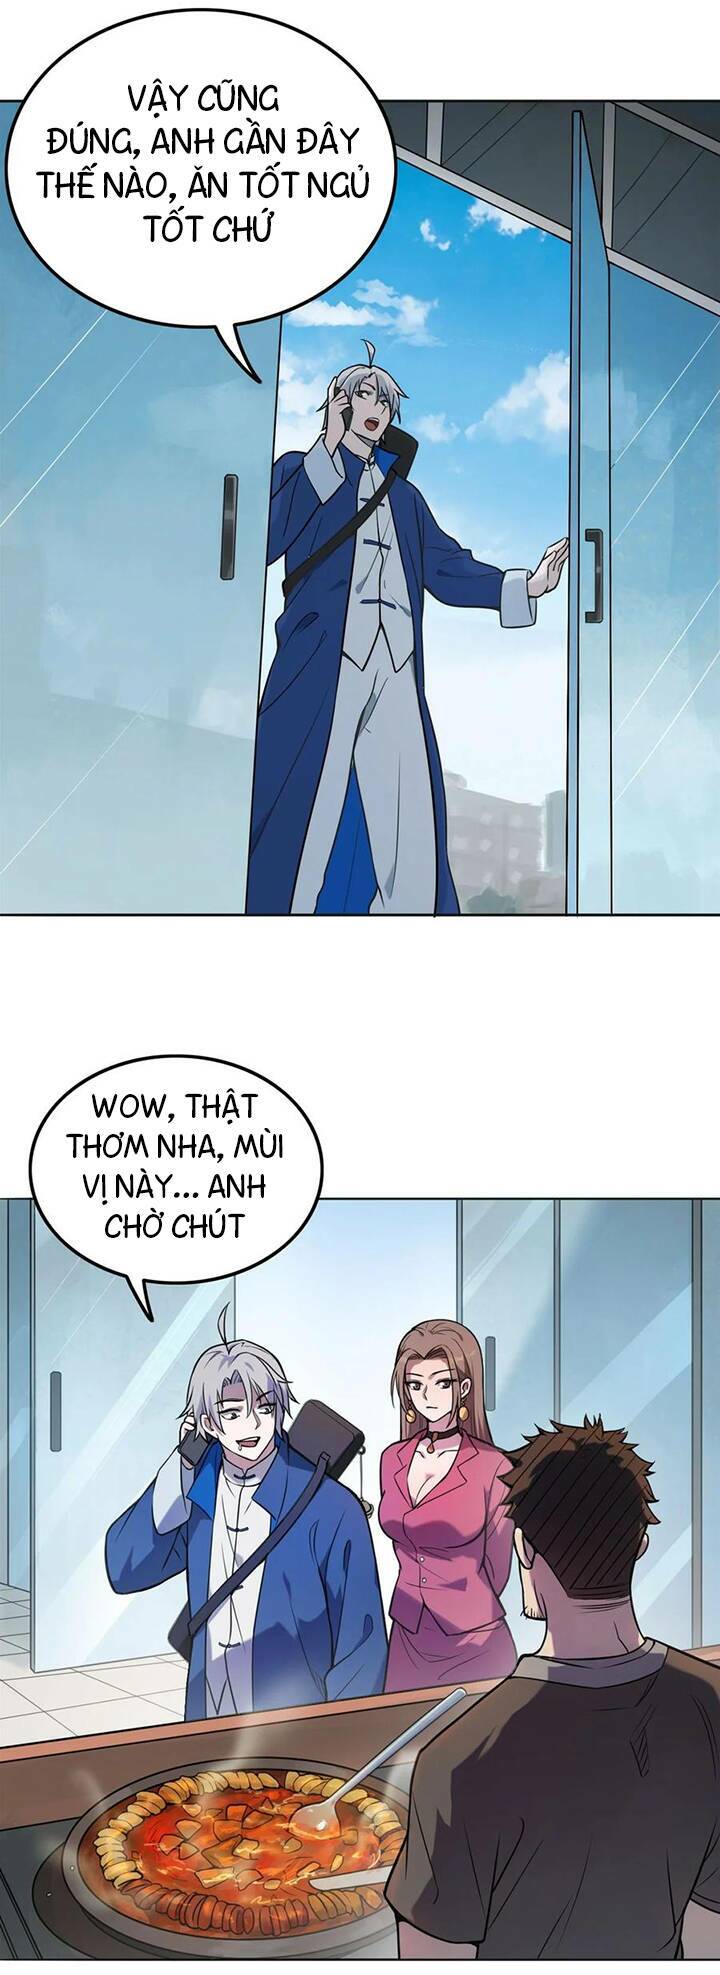 VẬY CŨNG
ĐÚNG, ANH GẦN ĐÂY
THẾ NÀO, ĂN TỐT NGỦ
TỐT CHỨ
WOW, THẬT
THƠM NHA, MÙI
VỊ NÀY... ANH
CHỜ CHÚT